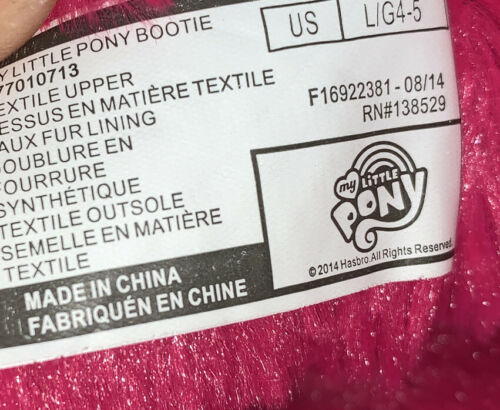 Y LITTLE PONY BOOTIE
77010713
EXTILE UPPER
ESSUS EN MATIÈRE TEXTILE
AUX FUR LINING
OUBLURE EN
OURRURE
SYNTHÉTIQUE
TEXTILE OUTSOLE
SEMELLE EN MATIÈRE
TEXTILE
MADE IN CHINA
FABRIQUÉN EN CHINE
US L/G4-5
F16922381 - 08/14
RN#138529
my LiTTLE
PONY
©2014 Hasbro.All Rights Reserved.